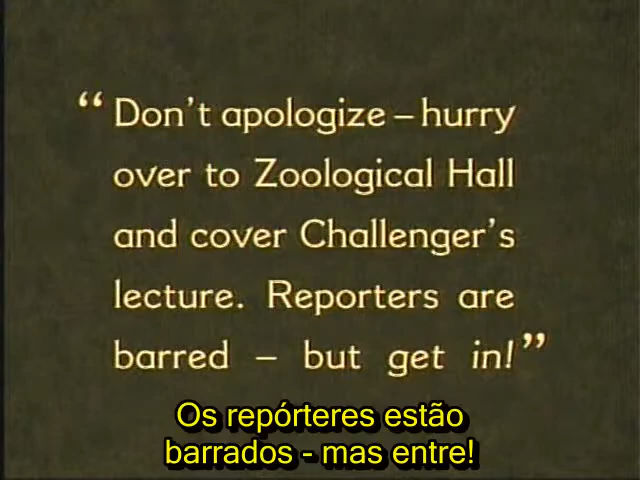 “Don't apologize – hurry
over to Zoological Hall
and cover Challenger's
lecture. Reporters are
barred – but get in!”
Os repórteres estão
barrados - mas entre!